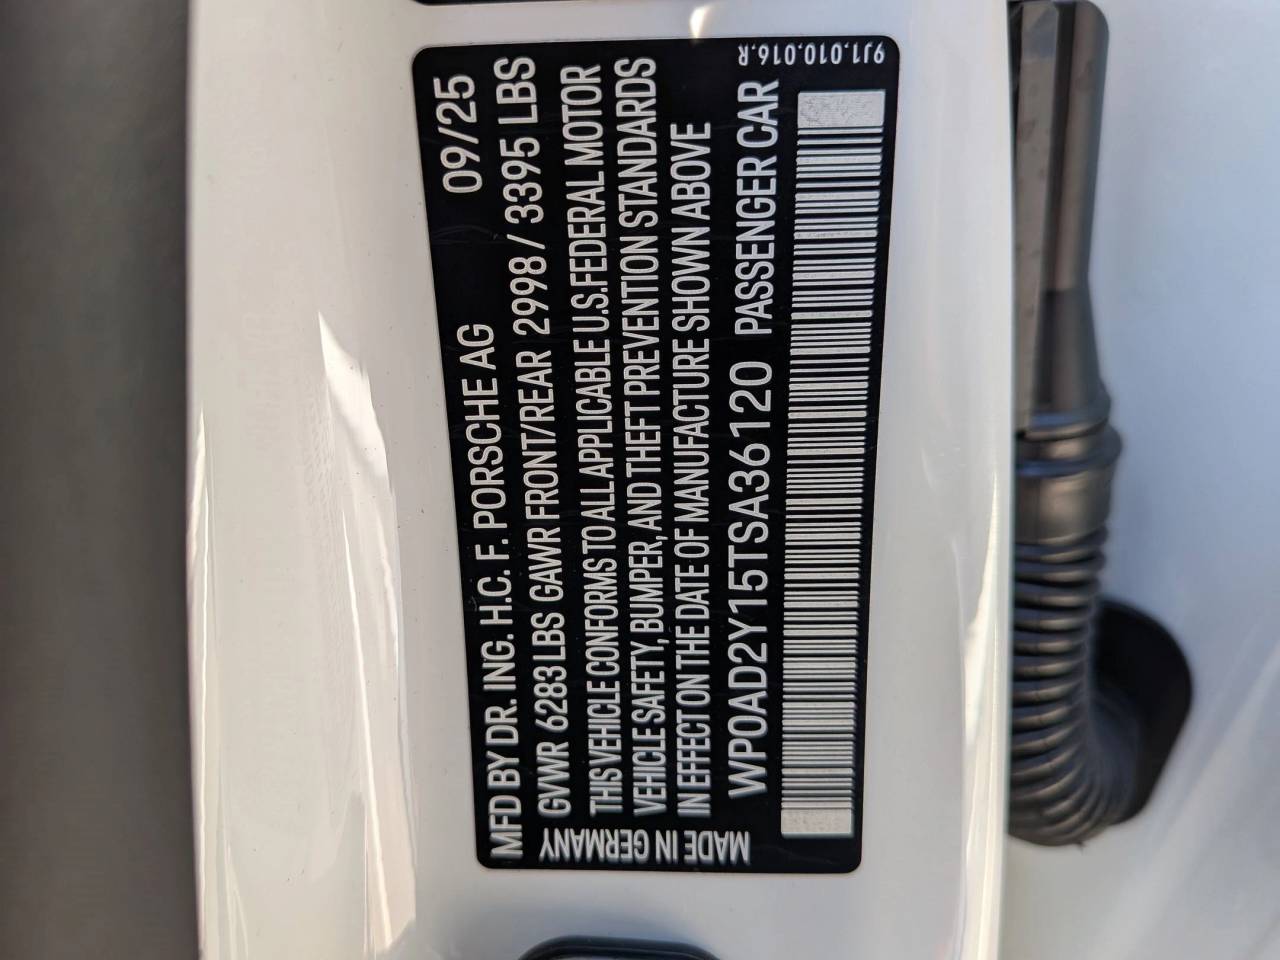 MFD BY DR. ING. H.C. F. PORSCHE AG 09/25
GVWR 6283 LBS GAWR FRONT/REAR 2998 / 3395 LBS
THIS VEHICLE CONFORMS TO ALL APPLICABLE U.S. FEDERAL MOTOR
VEHICLE SAFETY, BUMPER, AND THEFT PREVENTION STANDARDS
IN EFFECT ON THE DATE OF MANUFACTURE SHOWN ABOVE
WP0AD2Y15TSA36120 PASSENGER CAR
MADE IN GERMANY
9J1.010.016.R